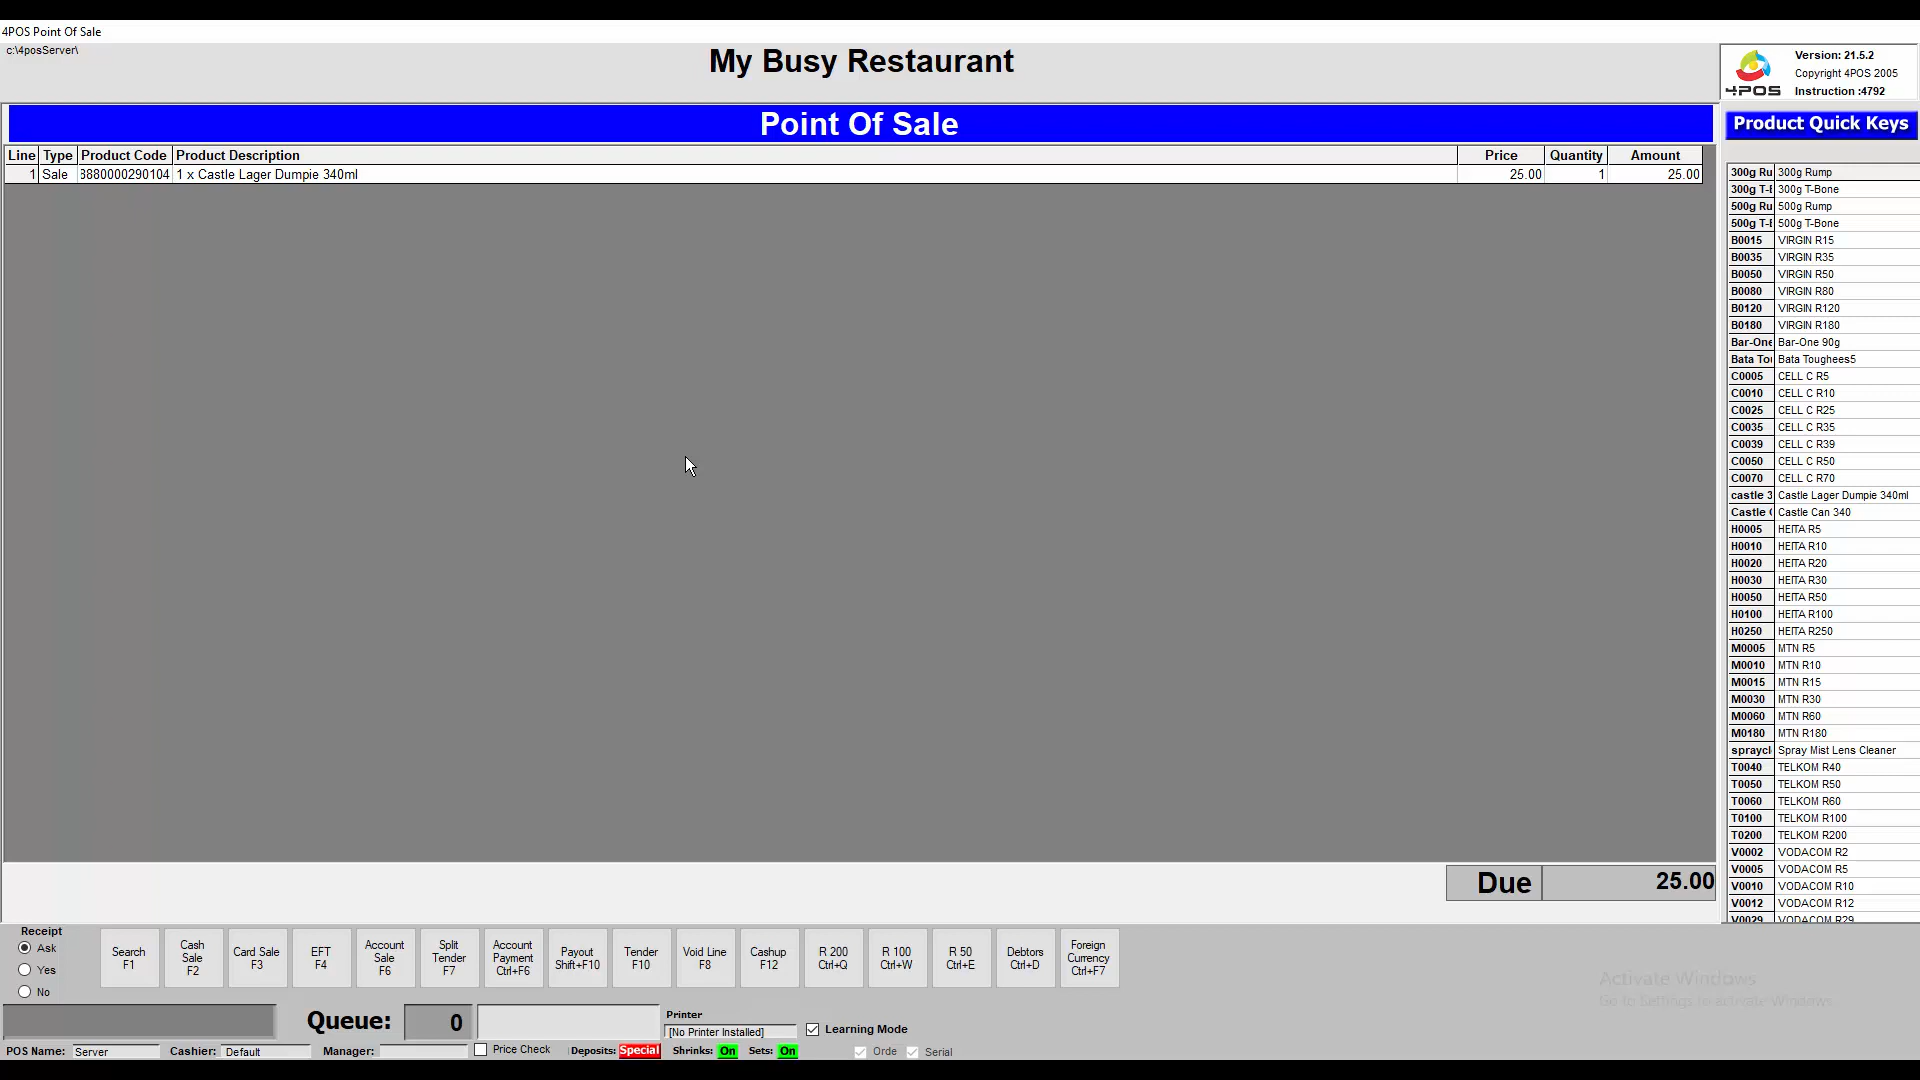 4POS Point Of Sale
c:\4posServer\
My Busy Restaurant
4POS
Version: 21.5.2
Copyright 4POS 2005
Instruction :4792
Point Of Sale
Product Quick Keys
Line Type Product Code Product Description Price Quantity Amount
1 Sale 3880000290104 1 x Castle Lager Dumpie 340ml 25.00 1 25.00
300g Ru 300g Rump
300g T-E 300g T-Bone
500g Ru 500g Rump
500g T-E 500g T-Bone
B0015 VIRGIN R15
B0035 VIRGIN R35
B0050 VIRGIN R50
B0080 VIRGIN R80
B0120 VIRGIN R120
B0180 VIRGIN R180
Bar-One Bar-One 90g
Bata To Bata Toughees5
C0005 CELL C R5
C0010 CELL C R10
C0025 CELL C R25
C0035 CELL C R35
C0039 CELL C R39
C0050 CELL C R50
C0070 CELL C R70
castle 3 Castle Lager Dumpie 340ml
Castle C Castle Can 340
H0005 HEITA R5
H0010 HEITA R10
H0020 HEITA R20
H0030 HEITA R30
H0050 HEITA R50
H0100 HEITA R100
H0250 HEITA R250
M0005 MTN R5
M0010 MTN R10
M0015 MTN R15
M0030 MTN R30
M0060 MTN R60
M0180 MTN R180
spraycl Spray Mist Lens Cleaner
T0040 TELKOM R40
T0050 TELKOM R50
T0060 TELKOM R60
T0100 TELKOM R100
T0200 TELKOM R200
V0002 VODACOM R2
V0005 VODACOM R5
V0010 VODACOM R10
V0012 VODACOM R12
V0029 VODACOM R29
Due 25.00
Receipt
Ask
Yes
No
Search
F1
Cash
Sale
F2
Card Sale
F3
EFT
F4
Account
Sale
F6
Split
Tender
F7
Account
Payment
Ctrl+F6
Payout
Shift+F10
Tender
F10
Void Line
F8
Cashup
F12
R 200
Ctrl+Q
R 100
Ctrl+W
R 50
Ctrl+E
Debtors
Ctrl+D
Foreign
Currency
Ctrl+F7
Activate Windows
Go to Settings to activate Windows.
Queue: 0
Printer
[No Printer Installed]
Learning Mode
POS Name: Server Cashier: Default Manager: Price Check Deposits: Special Shrinks: On Sets: On Orde Serial